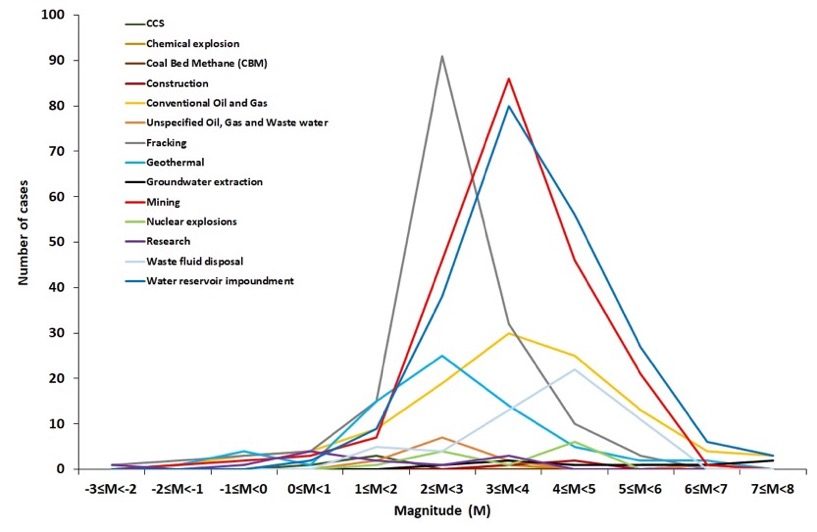 100
90
80
70
60
50
40
30
20
10
0
Number of cases
CCS
Chemical explosion
Coal Bed Methane (CBM)
Construction
Conventional Oil and Gas
Unspecified Oil, Gas and Waste water
Fracking
Geothermal
Groundwater extraction
Mining
Nuclear explosions
Research
Waste fluid disposal
Water reservoir impoundment
-3≤M<-2 -2≤M<-1 -1≤M<0 0≤M<1 1≤M<2 2≤M<3 3≤M<4 4≤M<5 5≤M<6 6≤M<7 7≤M<8
Magnitude (M)